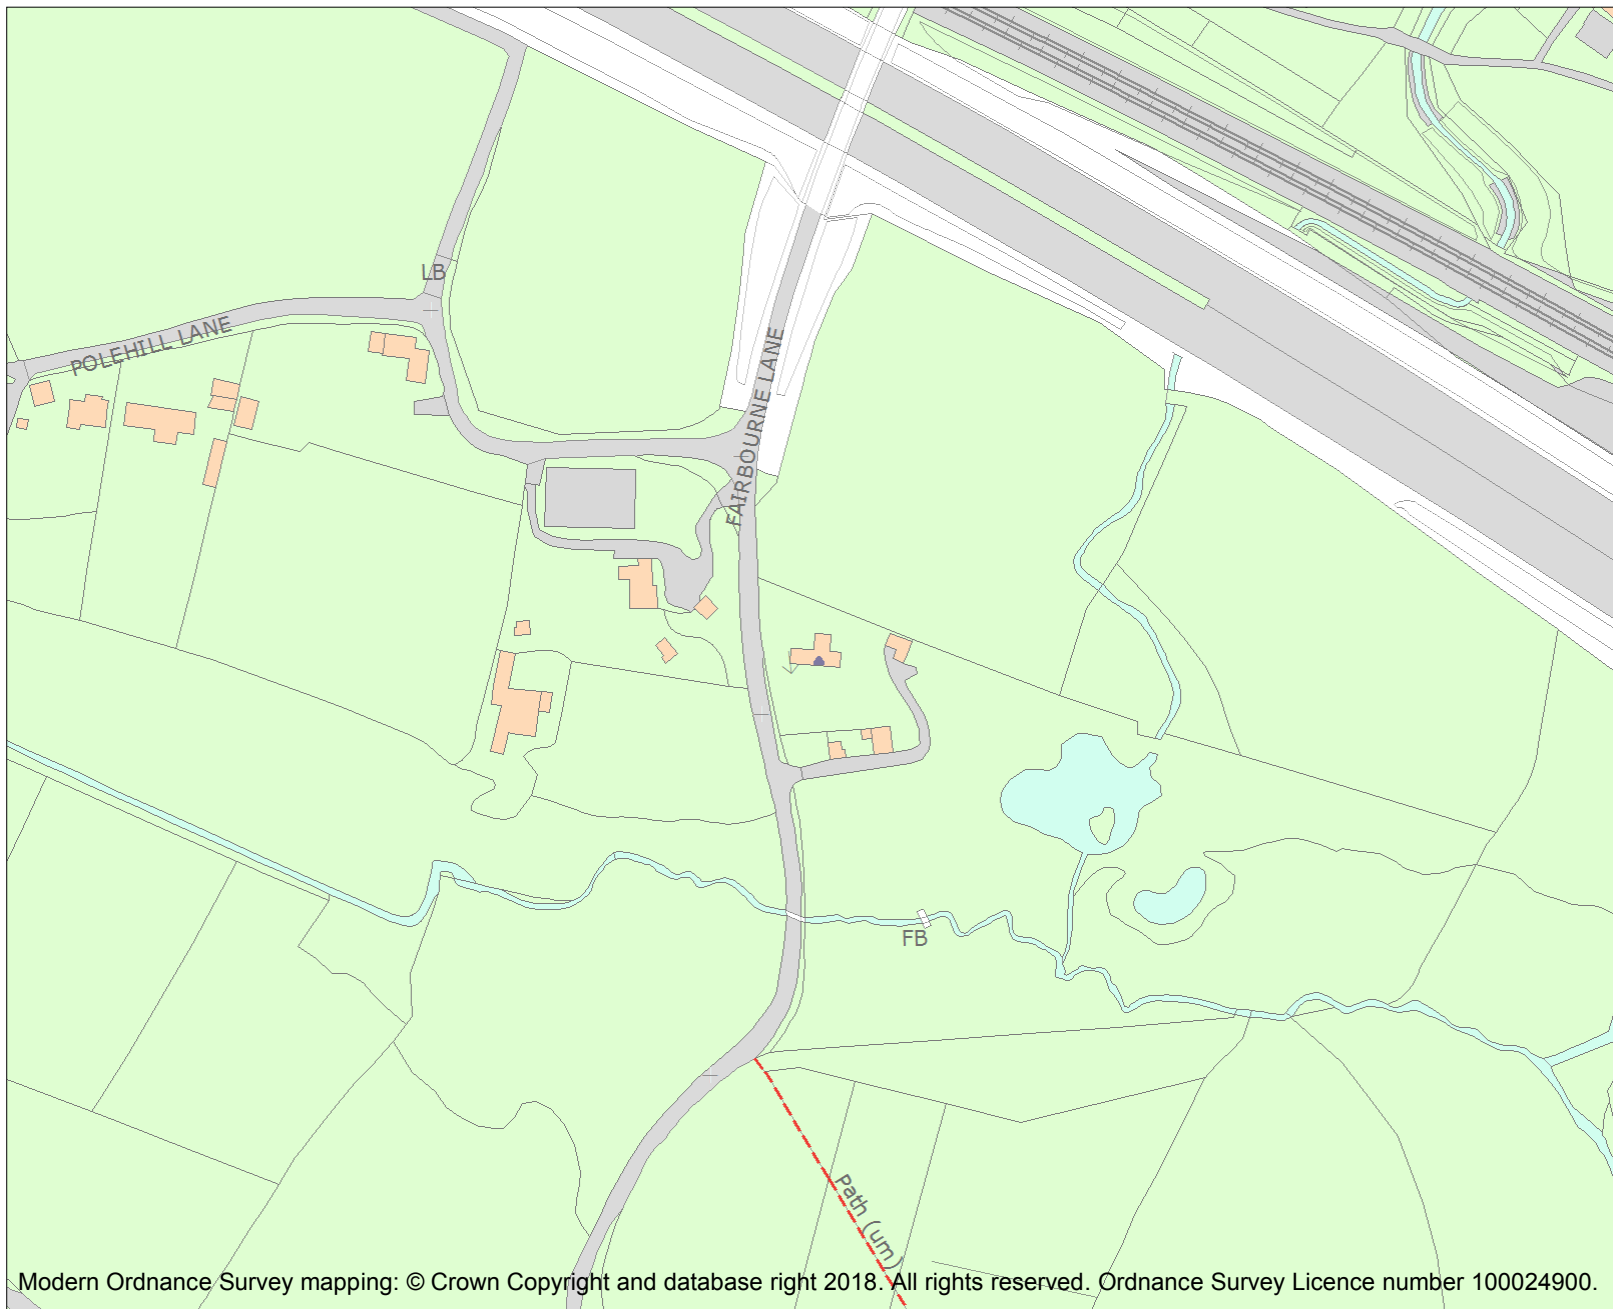 LB
POLEHILL LANE
FAIRBOURNE LANE
FB
Path (um)
Modern Ordnance Survey mapping: © Crown Copyright and database right 2018. All rights reserved. Ordnance Survey Licence number 100024900.